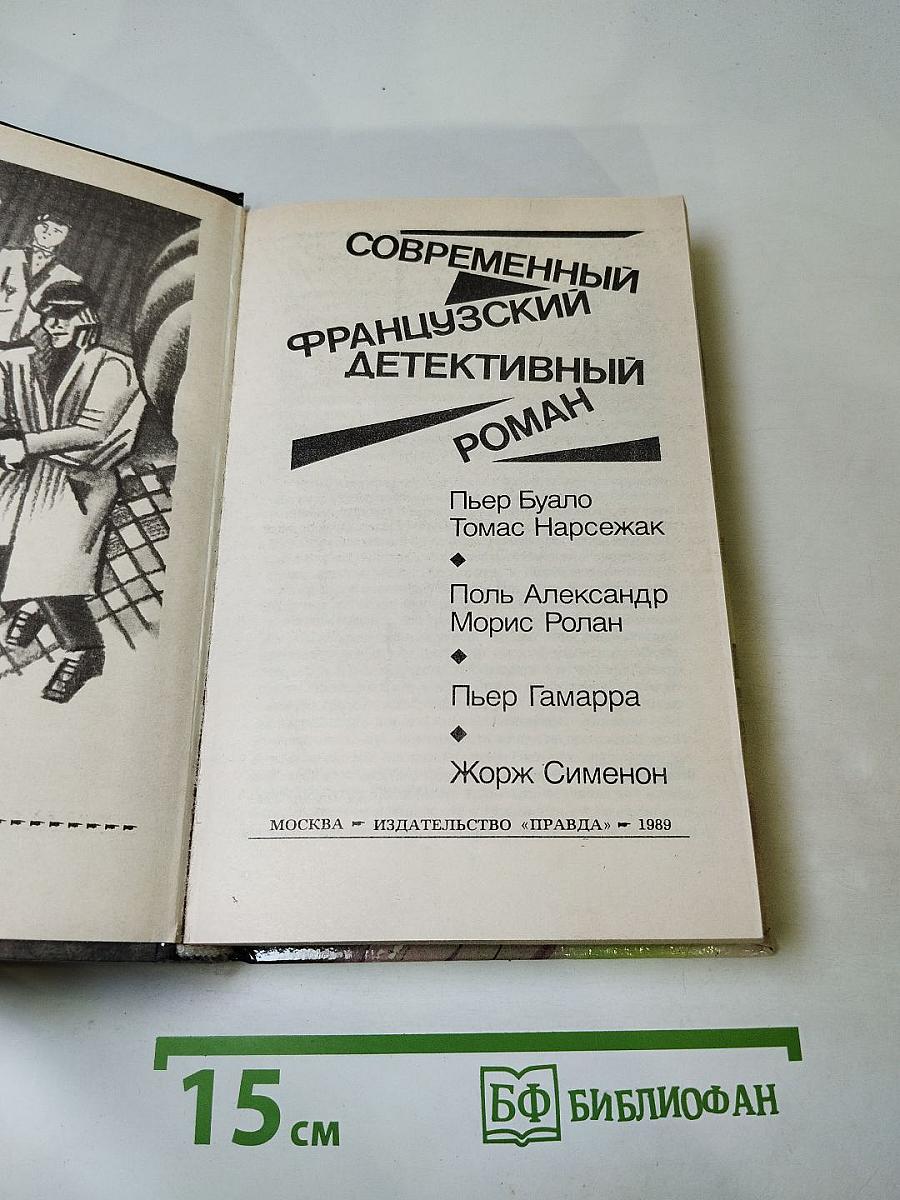 СОВРЕМЕННЫЙ
ФРАНЦУЗСКИЙ
ДЕТЕКТИВНЫЙ
РОМАН
Пьер Буало
Томас Нарсежак
Поль Александр
Морис Ролан
Пьер Гамарра
Жорж Сименон
МОСКВА - ИЗДАТЕЛЬСТВО «ПРАВДА» - 1989
15 см
БФ БИБЛИОФАН